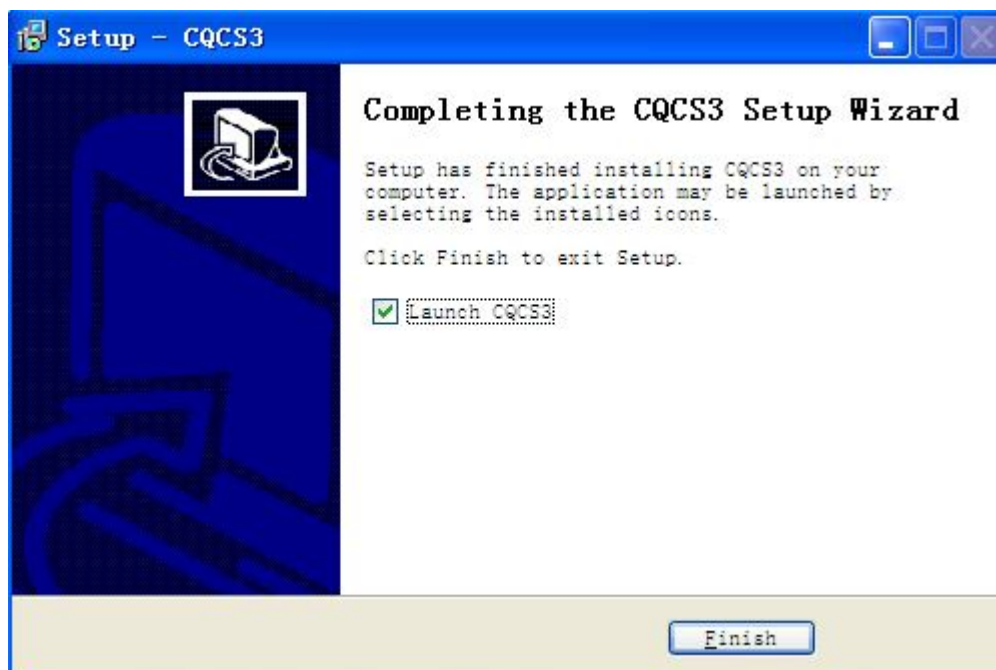 Setup - CQCS3
Completing the CQCS3 Setup Wizard
Setup has finished installing CQCS3 on your
computer. The application may be launched by
selecting the installed icons.
Click Finish to exit Setup.
Launch CQCS3
Finish